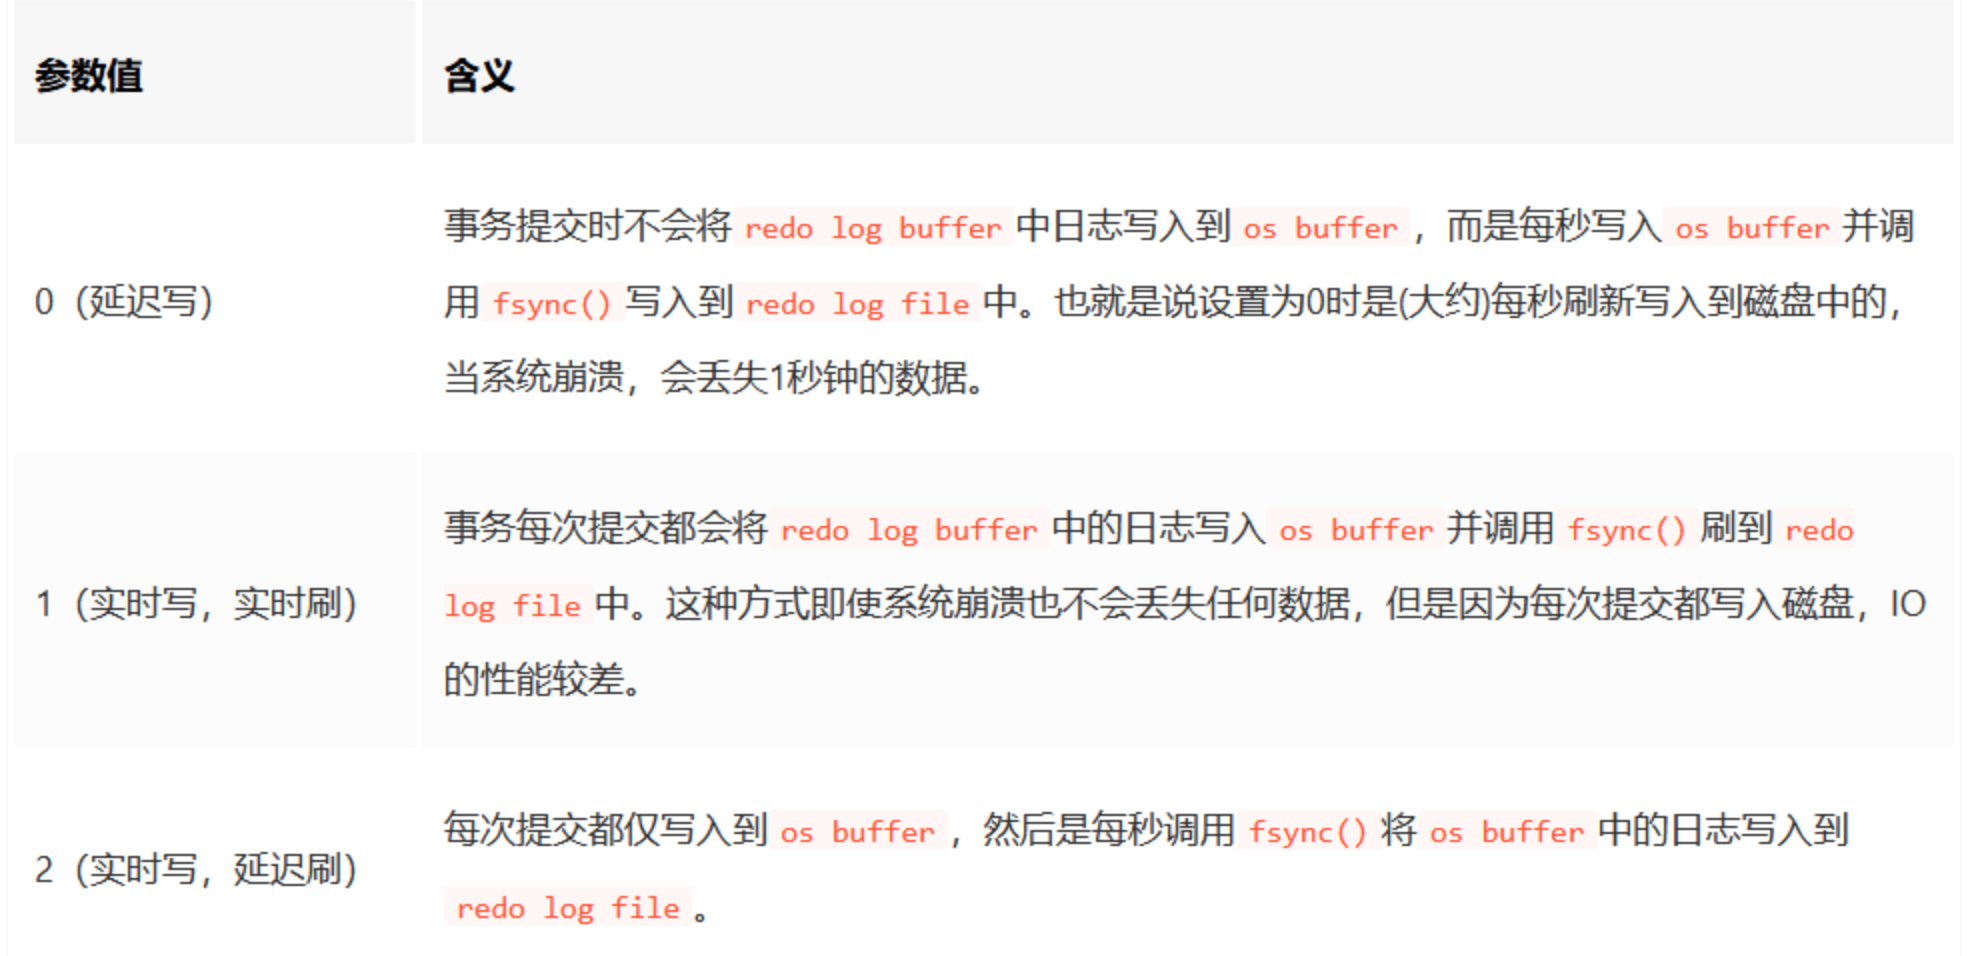 参数值
含义
0（延迟写）
事务提交时不会将 redo log buffer 中日志写入到 os buffer ，而是每秒写入 os buffer 并调
用 fsync() 写入到 redo log file 中。也就是说设置为0时是(大约)每秒刷新写入到磁盘中的，
当系统崩溃，会丢失1秒钟的数据。
1（实时写，实时刷）
事务每次提交都会将 redo log buffer 中的日志写入 os buffer 并调用 fsync() 刷到 redo
log file 中。这种方式即使系统崩溃也不会丢失任何数据，但是因为每次提交都写入磁盘，IO
的性能较差。
2（实时写，延迟刷）
每次提交都仅写入到 os buffer ，然后是每秒调用 fsync() 将 os buffer 中的日志写入到
redo log file 。